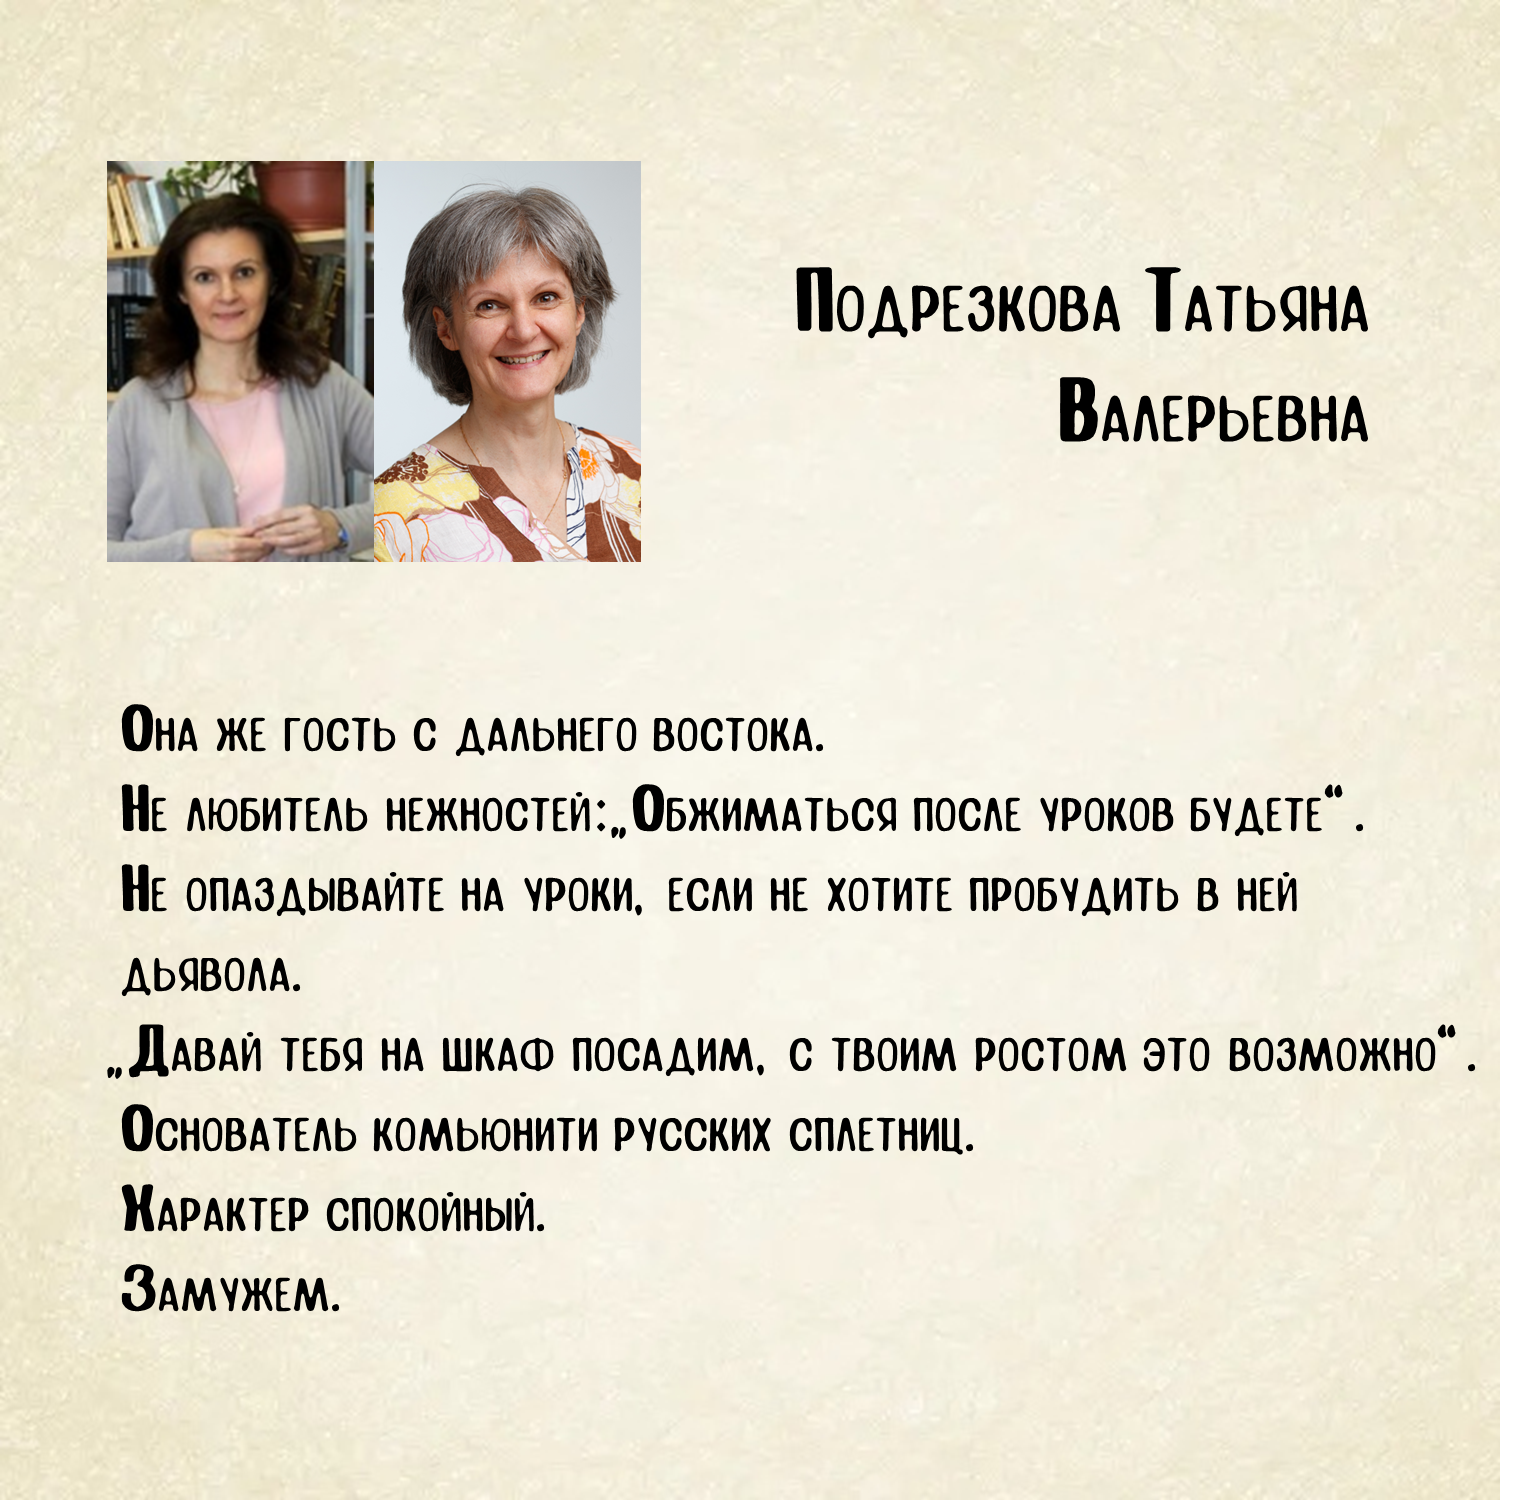 Подрезкова Татьяна
Валерьевна
Она же гость с дальнего востока.
Не любитель нежностей:„Обжиматься после уроков будете“ .
Не опаздывайте на уроки, если не хотите пробудить в ней
дьявола.
„Давай тебя на шкаф посадим, с твоим ростом это возможно“ .
Основатель комьюнити русских сплетниц.
Характер спокойный.
Замужем.